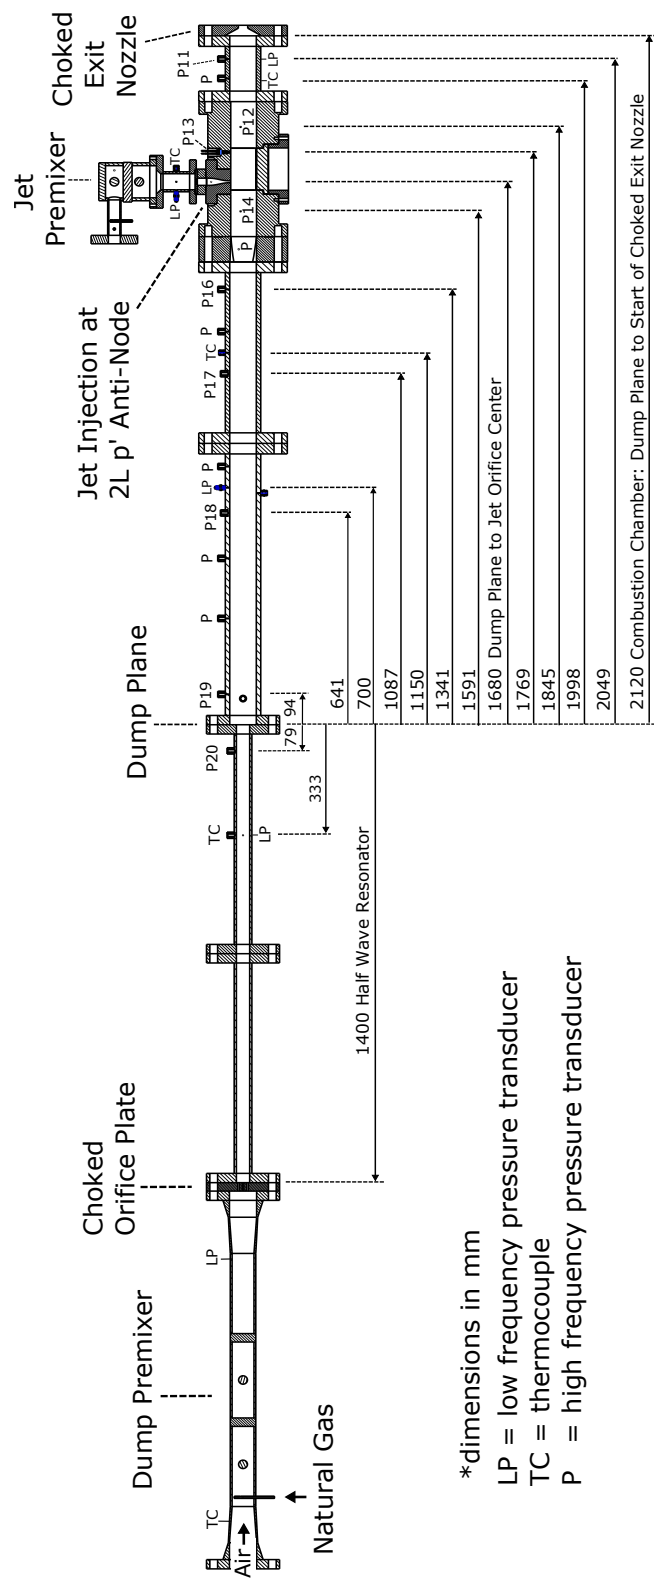 Choked
Exit
Nozzle
Jet
Premixer
Jet Injection at
2L p' Anti-Node
Dump Plane
Choked
Orifice Plate
Dump Premixer
Natural Gas
Air
TC
LP
TC
LP
P20
P19
P
P
P18
LP
P
P17
TC
P
P16
P
P14
LP
TC
P13
P12
P
TC
P11
LP
79
94
333
641
700
1400 Half Wave Resonator
1087
1150
1341
1591
1680 Dump Plane to Jet Orifice Center
1769
1845
1998
2049
2120 Combustion Chamber: Dump Plane to Start of Choked Exit Nozzle
*dimensions in mm
LP = low frequency pressure transducer
TC = thermocouple
P = high frequency pressure transducer